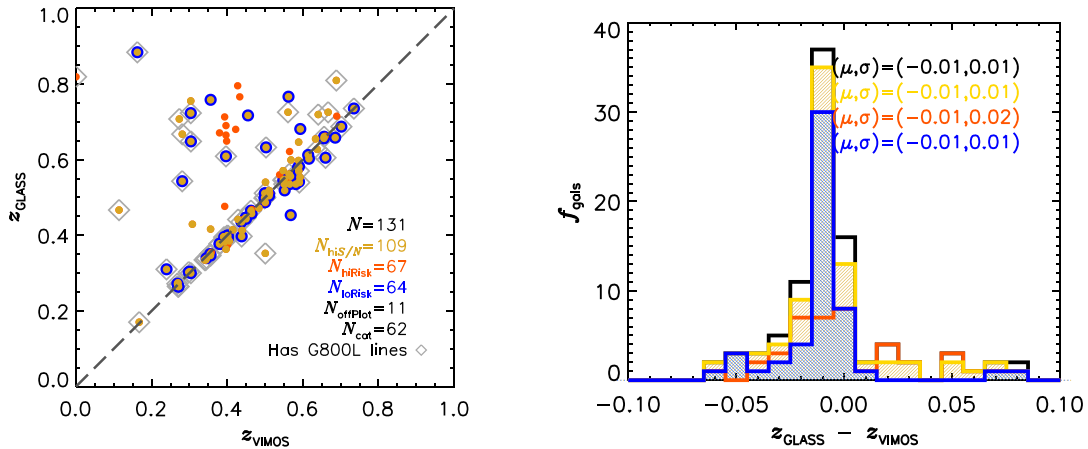 1.0
0.8
0.6
0.4
0.2
0.0
z_GLASS
N=131
N_hiS/N=109
N_hiRisk=67
N_loRisk=64
N_offPlot=11
N_cat=62
Has G800L lines
0.0 0.2 0.4 0.6 0.8 1.0
z_VIMOS
40
30
20
10
0
f_gals
(μ,σ)=(-0.01,0.01)
(μ,σ)=(-0.01,0.01)
(μ,σ)=(-0.01,0.02)
(μ,σ)=(-0.01,0.01)
-0.10 -0.05 0.00 0.05 0.10
z_GLASS - z_VIMOS